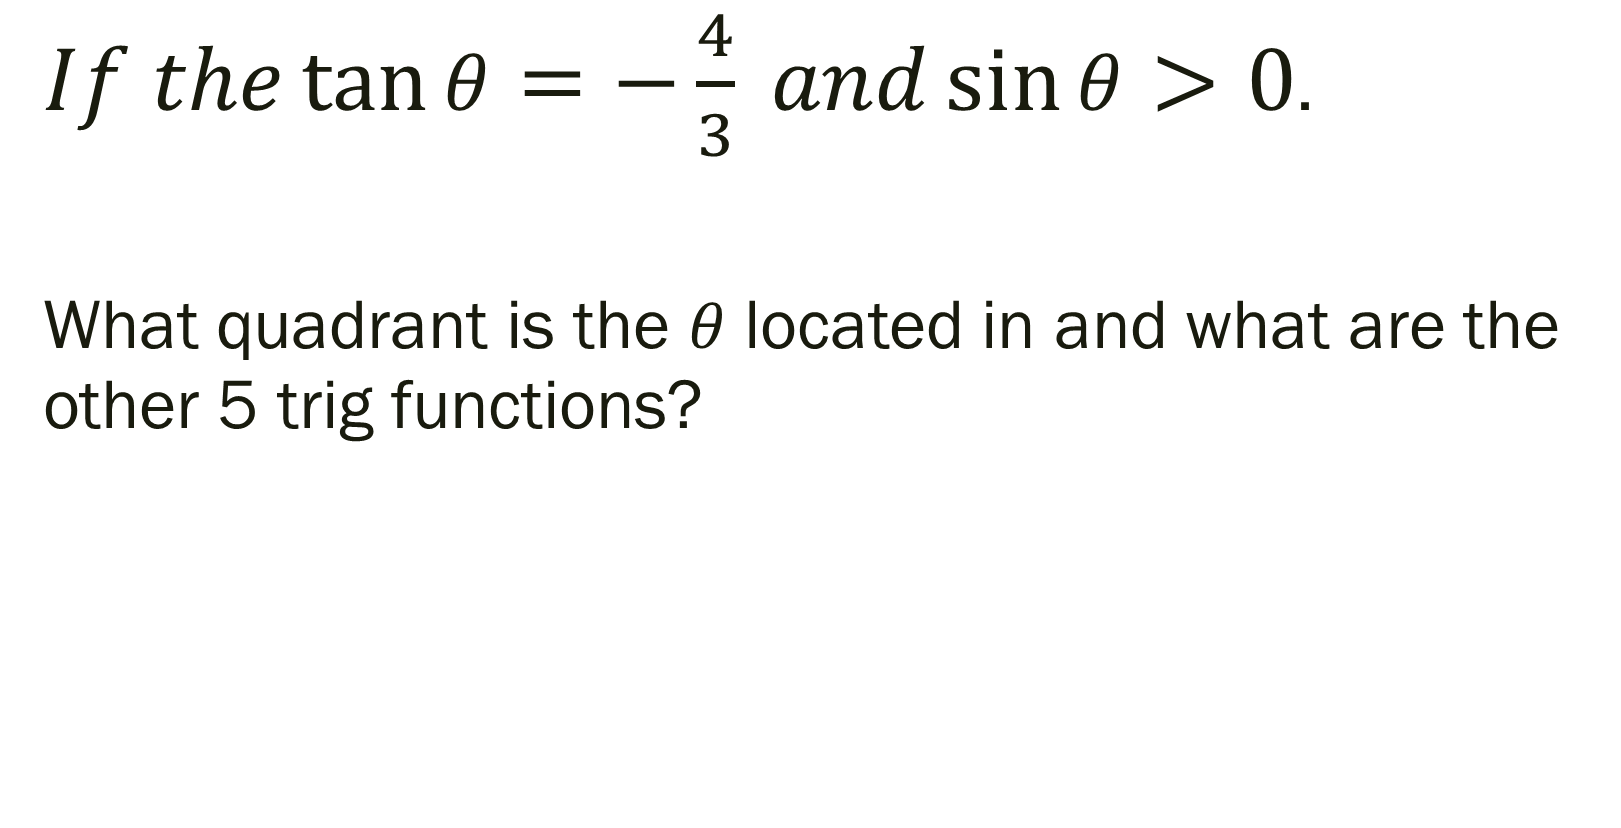 If the tan θ = −4/3 and sin θ > 0.
What quadrant is the θ located in and what are the
other 5 trig functions?